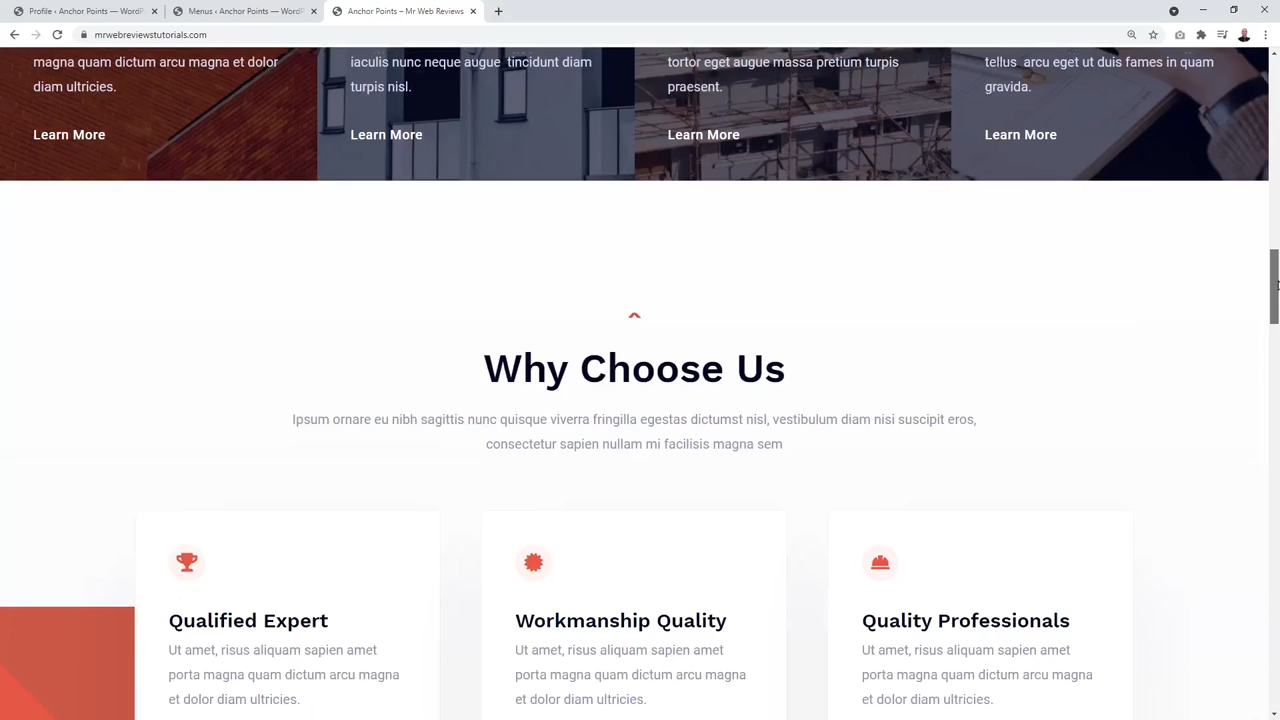 Profile ‹ Anchor Points — WordP
Menus ‹ Anchor Points — WordP
Anchor Points – Mr Web Reviews
mrwebreviewstutorials.com
magna quam dictum arcu magna et dolor
diam ultricies.
Learn More
iaculis nunc neque augue tincidunt diam
turpis nisl.
Learn More
tortor eget augue massa pretium turpis
praesent.
Learn More
tellus arcu eget ut duis fames in quam
gravida.
Learn More
Why Choose Us
Ipsum ornare eu nibh sagittis nunc quisque viverra fringilla egestas dictumst nisl, vestibulum diam nisi suscipit eros,
consectetur sapien nullam mi facilisis magna sem
Qualified Expert
Ut amet, risus aliquam sapien amet
porta magna quam dictum arcu magna
et dolor diam ultricies.
Workmanship Quality
Ut amet, risus aliquam sapien amet
porta magna quam dictum arcu magna
et dolor diam ultricies.
Quality Professionals
Ut amet, risus aliquam sapien amet
porta magna quam dictum arcu magna
et dolor diam ultricies.